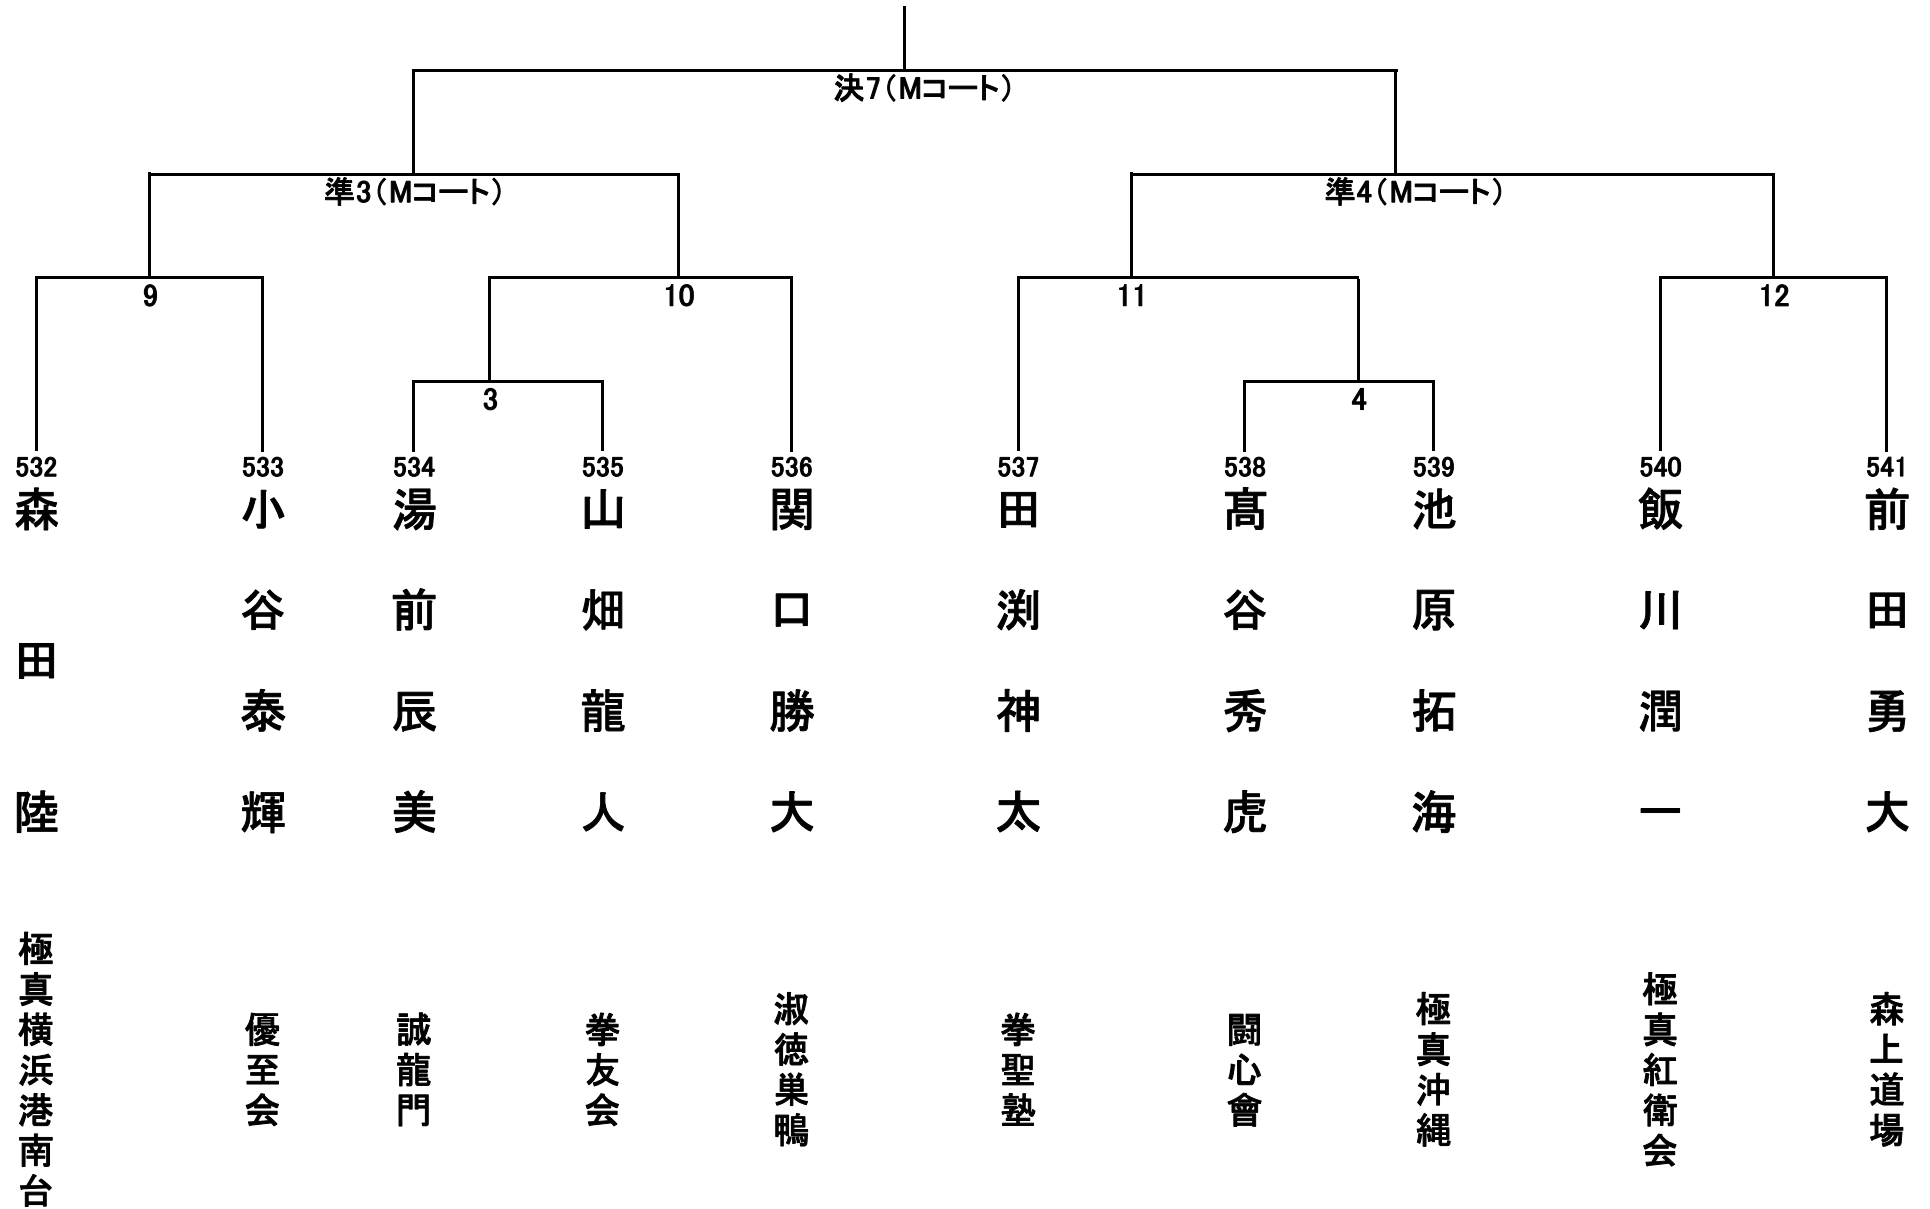 決7（Mコート）
準3（Mコート）
準4（Mコート）
9
10
11
12
3
4
532
533
534
535
536
537
538
539
540
541
森田陸
小谷泰輝
湯前辰美
山畑龍人
関口勝大
田渕神太
髙谷秀虎
池原拓海
飯川潤一
前田勇大
極真横浜港南台
優至会
誠龍門
拳友会
淑徳巣鴨
拳聖塾
闘心會
極真沖縄
極真紅衛会
森上道場